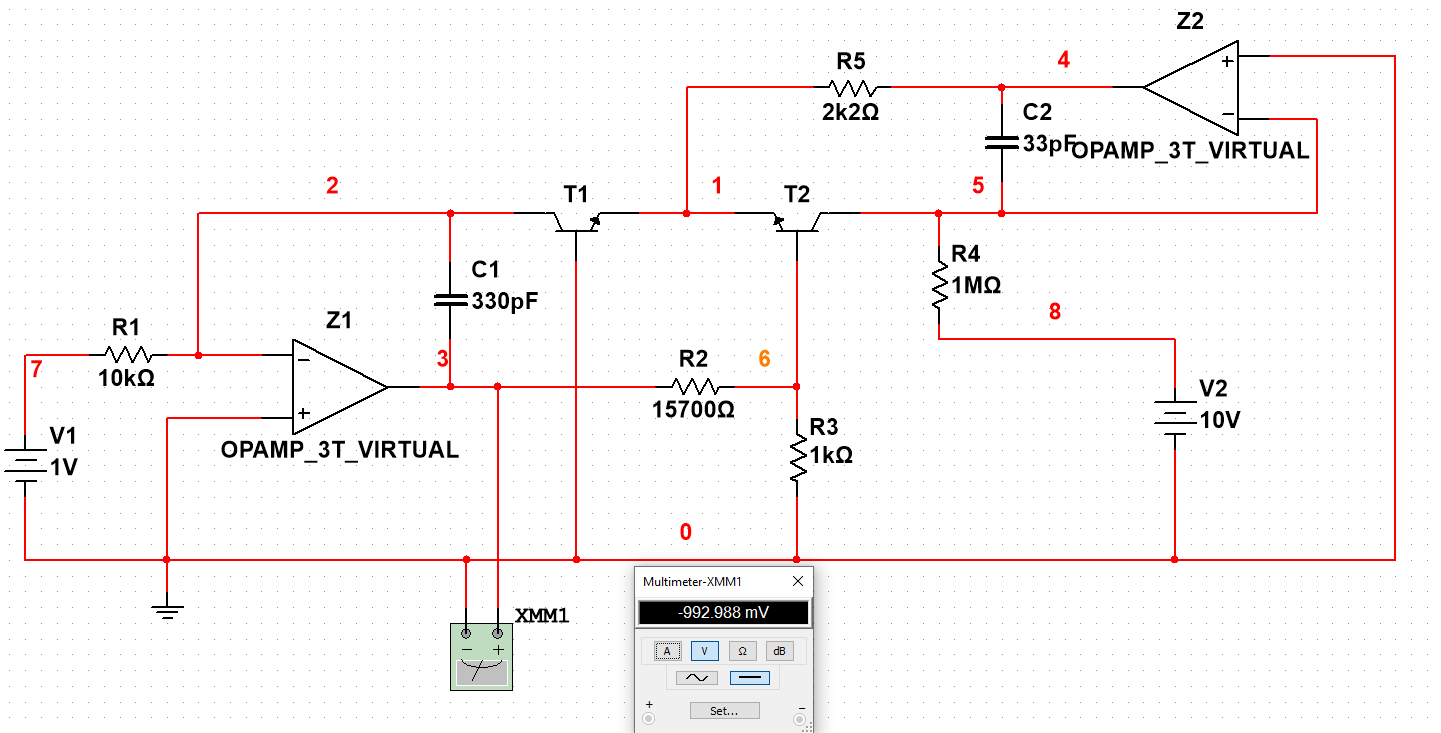 Z2
R5
4
+
2k2Ω
C2
−
33pF
OPAMP_3T_VIRTUAL
2
T1
1
T2
5
R4
1MΩ
C1
330pF
8
Z1
R1
−
7
10kΩ
3
R2
6
15700Ω
V2
10V
+
V1
1V
OPAMP_3T_VIRTUAL
R3
1kΩ
0
Multimeter-XMM1
-992.988 mV
XMM1
− +
A V Ω dB
+ Set... −